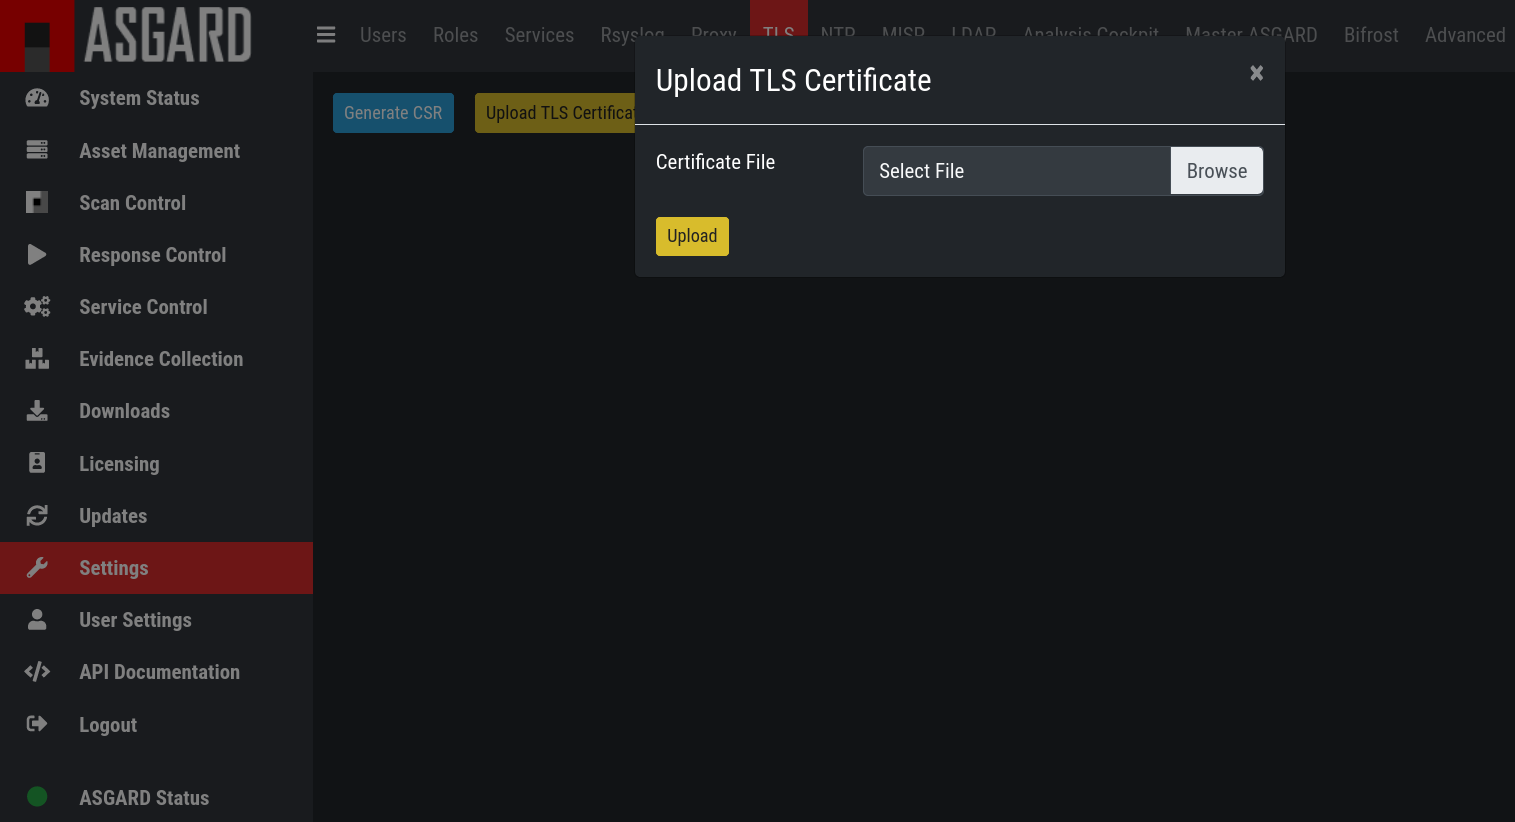 ASGARD
Users Roles Services Rsyslog Proxy TLS NTP MISP LDAP Analysis Cockpit Master ASGARD Bifrost Advanced
Upload TLS Certificate
×
System Status
Generate CSR
Upload TLS Certificat
Asset Management
Certificate File
Select File
Browse
Scan Control
Upload
Response Control
Service Control
Evidence Collection
Downloads
Licensing
Updates
Settings
User Settings
API Documentation
Logout
ASGARD Status